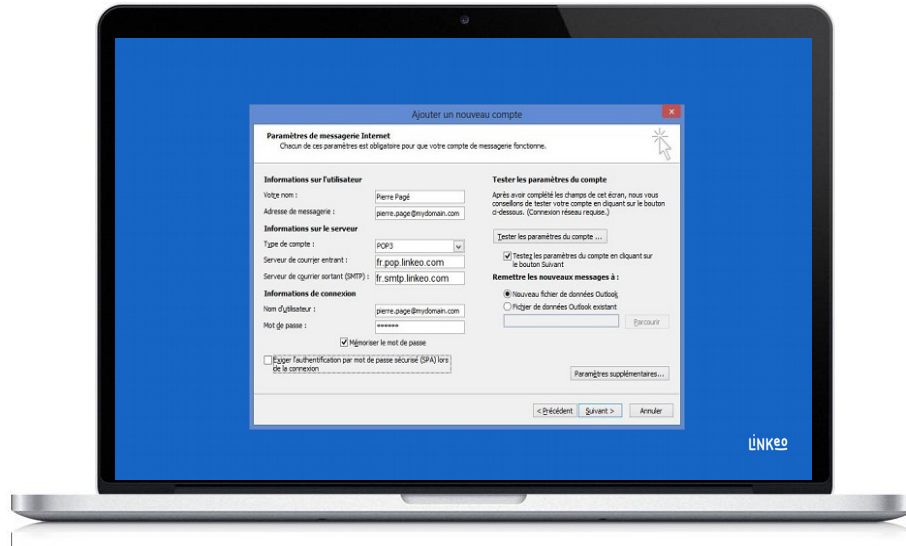 Ajouter un nouveau compte
Paramètres de messagerie Internet
Chacun de ces paramètres est obligatoire pour que votre compte de messagerie fonctionne.
Informations sur l'utilisateur
Votre nom :
Pierre Pagé
Adresse de messagerie :
pierre.page@mydomain.com
Informations sur le serveur
Type de compte :
POP3
Serveur de courrier entrant :
fr.pop.linkeo.com
Serveur de courrier sortant (SMTP) :
fr.smtp.linkeo.com
Informations de connexion
Nom d'utilisateur :
pierre.page@mydomain.com
Mot de passe :
******
Mémoriser le mot de passe
Exiger l'authentification par mot de passe sécurisé (SPA) lors
de la connexion
Tester les paramètres du compte
Après avoir complété les champs de cet écran, nous vous
conseillons de tester votre compte en cliquant sur le bouton
ci-dessous. (Connexion réseau requise.)
Tester les paramètres du compte ...
Testez les paramètres du compte en cliquant sur
le bouton Suivant
Remettre les nouveaux messages à :
Nouveau fichier de données Outlook
Fichier de données Outlook existant
Parcourir
Paramètres supplémentaires...
< Précédent
Suivant >
Annuler
LINKeo